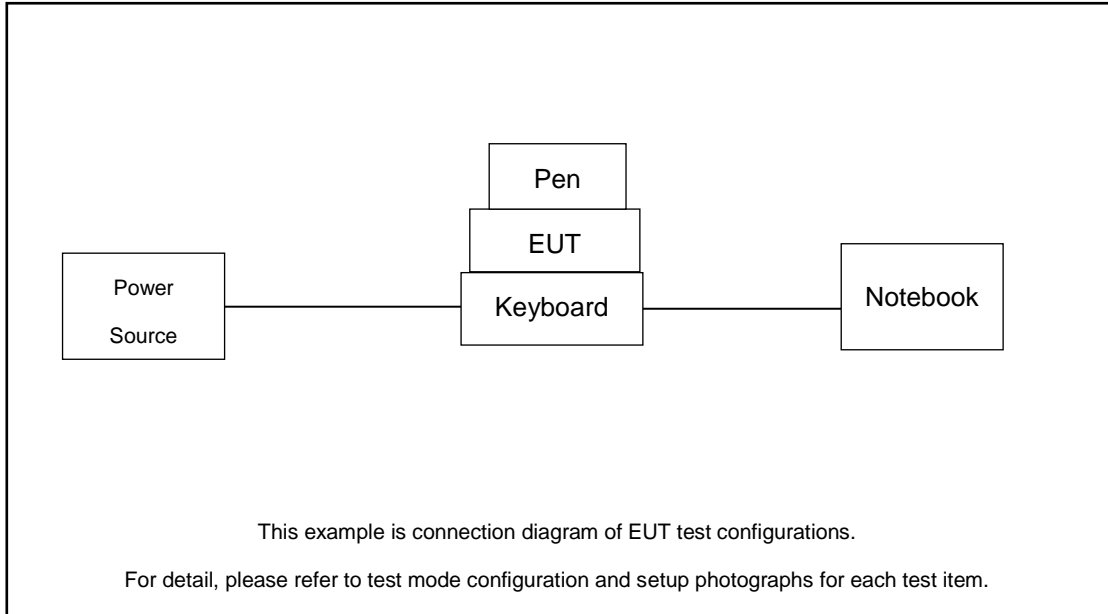 Pen
EUT
Power
Source
Keyboard
Notebook
This example is connection diagram of EUT test configurations.
For detail, please refer to test mode configuration and setup photographs for each test item.